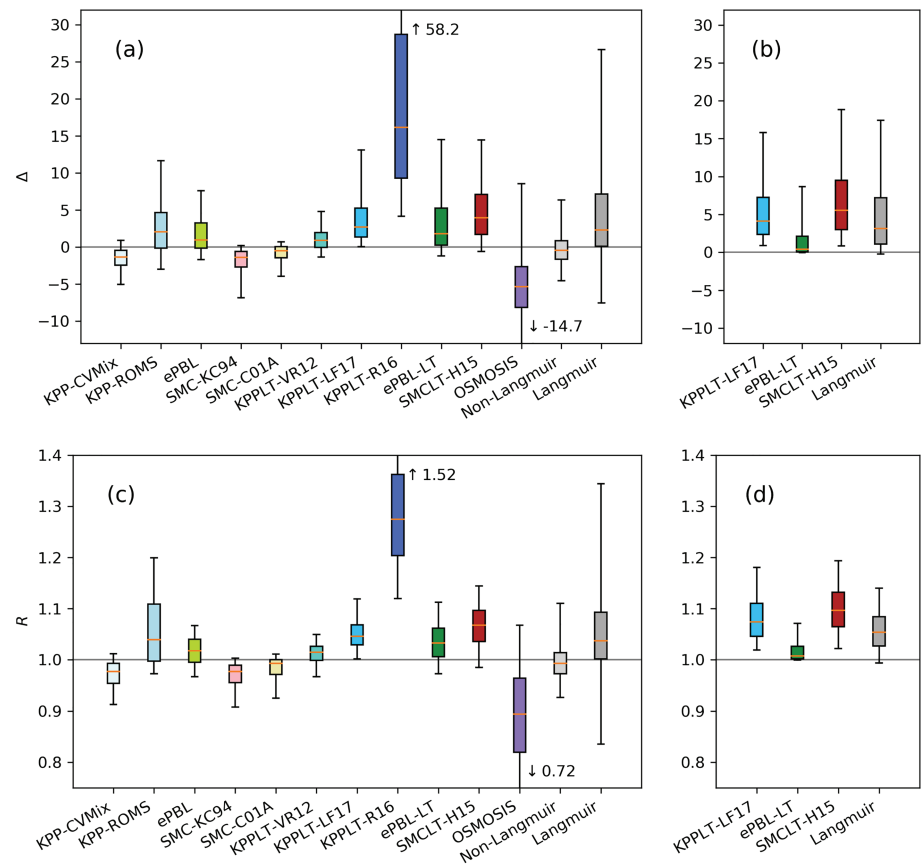 (a)
↑ 58.2
↓ -14.7
Δ
30
25
20
15
10
5
0
−5
−10
KPP-CVMix
KPP-ROMS
ePBL
SMC-KC94
SMC-C01A
KPPLT-VR12
KPPLT-LF17
KPPLT-R16
ePBL-LT
SMCLT-H15
OSMOSIS
Non-Langmuir
Langmuir
(b)
30
25
20
15
10
5
0
−5
−10
KPPLT-LF17
ePBL-LT
SMCLT-H15
Langmuir
(c)
↑ 1.52
↓ 0.72
R
1.4
1.3
1.2
1.1
1.0
0.9
0.8
KPP-CVMix
KPP-ROMS
ePBL
SMC-KC94
SMC-C01A
KPPLT-VR12
KPPLT-LF17
KPPLT-R16
ePBL-LT
SMCLT-H15
OSMOSIS
Non-Langmuir
Langmuir
(d)
1.4
1.3
1.2
1.1
1.0
0.9
0.8
KPPLT-LF17
ePBL-LT
SMCLT-H15
Langmuir